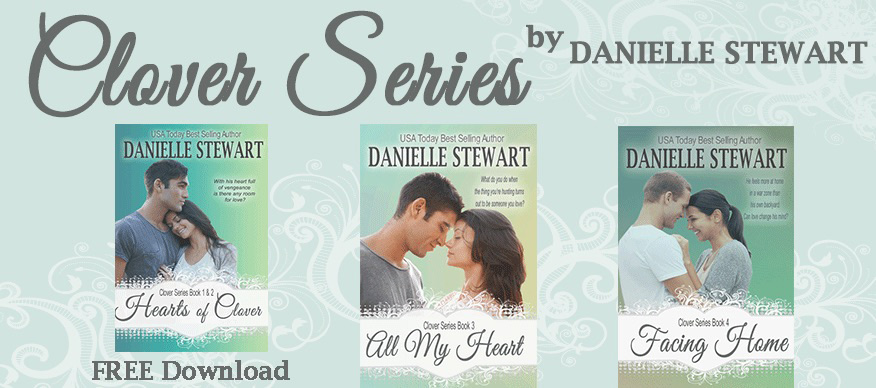 Clover Series
by
DANIELLE STEWART
USA Today Best Selling Author
DANIELLE STEWART
With his heart full
of vengeance
is there any room
for love?
Clover Series Book 1 & 2
Hearts of Clover
FREE Download
USA Today Best Selling Author
DANIELLE STEWART
What do you do when
the thing you're hunting turns
out to be someone you love?
Clover Series Book 3
All My Heart
USA Today Best Selling Author
DANIELLE STEWART
He feels more at home
in a war zone than
his own backyard.
Can love change his mind?
Clover Series Book 4
Facing Home